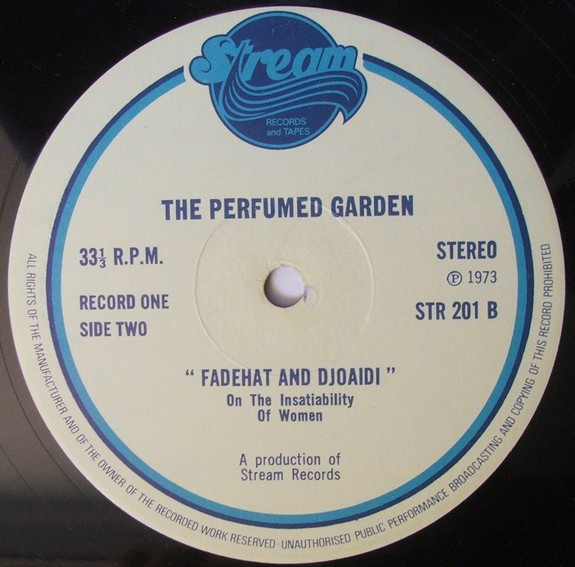 Stream
RECORDS
and TAPES
THE PERFUMED GARDEN
33⅓ R.P.M.
RECORD ONE
SIDE TWO
STEREO
℗ 1973
STR 201 B
“ FADEHAT AND DJOAIDI ”
On The Insatiability
Of Women
A production of
Stream Records
ALL RIGHTS OF THE MANUFACTURER AND OF THE OWNER OF THE RECORDED WORK RESERVED · UNAUTHORISED PUBLIC PERFORMANCE BROADCASTING AND COPYING OF THIS RECORD PROHIBITED